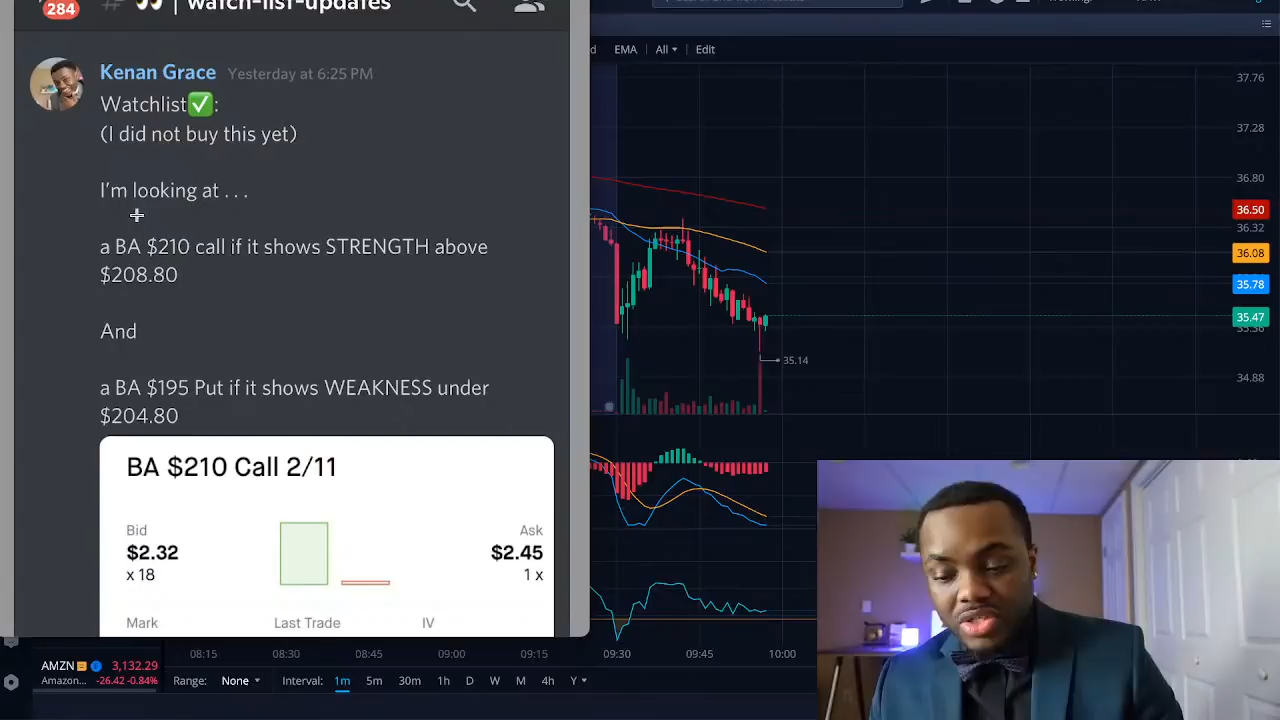 284
# 👀 | watch-list-updates
Kenan Grace Yesterday at 6:25 PM
Watchlist✅:
(I did not buy this yet)
I'm looking at . . .
a BA $210 call if it shows STRENGTH above
$208.80
And
a BA $195 Put if it shows WEAKNESS under
$204.80
BA $210 Call 2/11
Bid
Ask
$2.32
$2.45
x 18
1 x
Mark
Last Trade
IV
EMA All Edit
37.76
37.28
36.80
36.50
36.32
36.08
35.78
35.47
35.14
34.88
08:15 08:30 08:45 09:00 09:15 09:30 09:45 10:00
AMZN 3,132.29
Amazon... -26.42 -0.84%
Range: None Interval: 1m 5m 30m 1h D W M 4h Y